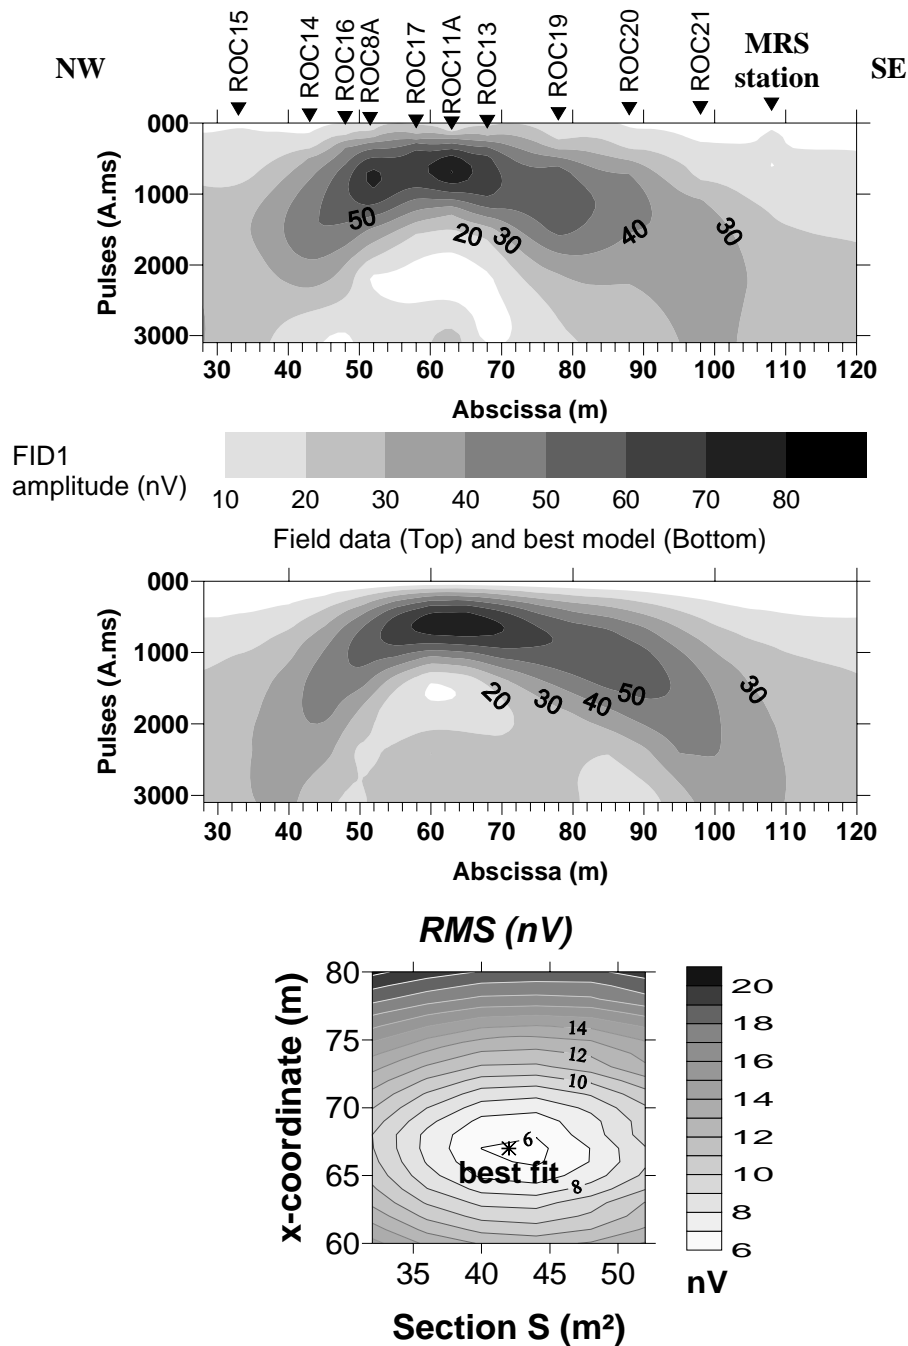 NW
ROC15
ROC14
ROC16
ROC8A
ROC17
ROC11A
ROC13
ROC19
ROC20
ROC21
MRS
station
SE
Pulses (A.ms)
000
1000
2000
3000
50
20
30
40
30
30 40 50 60 70 80 90 100 110 120
Abscissa (m)
FID1
amplitude (nV)
10 20 30 40 50 60 70 80
Field data (Top) and best model (Bottom)
Pulses (A.ms)
000
1000
2000
3000
20
30
40
50
30
30 40 50 60 70 80 90 100 110 120
Abscissa (m)
RMS (nV)
x-coordinate (m)
80
75
70
65
60
14
12
10
6
best fit
8
35 40 45 50
Section S (m²)
20
18
16
14
12
10
8
6
nV